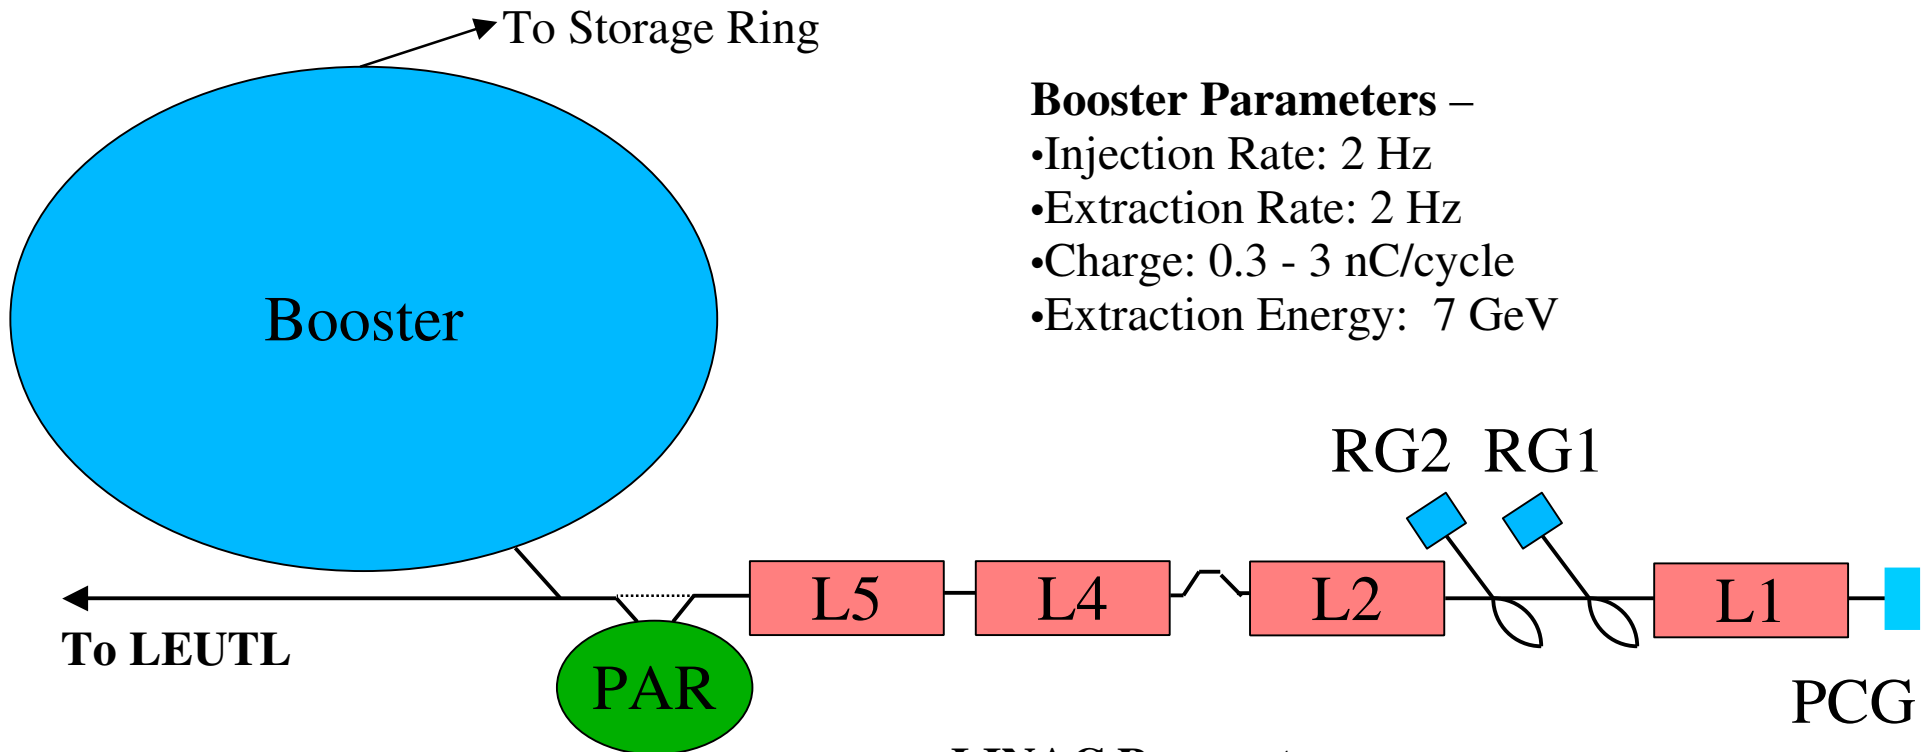 To Storage Ring
Booster Parameters –
•Injection Rate: 2 Hz
•Extraction Rate: 2 Hz
•Charge: 0.3 - 3 nC/cycle
•Extraction Energy: 7 GeV
Booster
RG2 RG1
L5 L4 L2 L1
To LEUTL
PAR
PCG